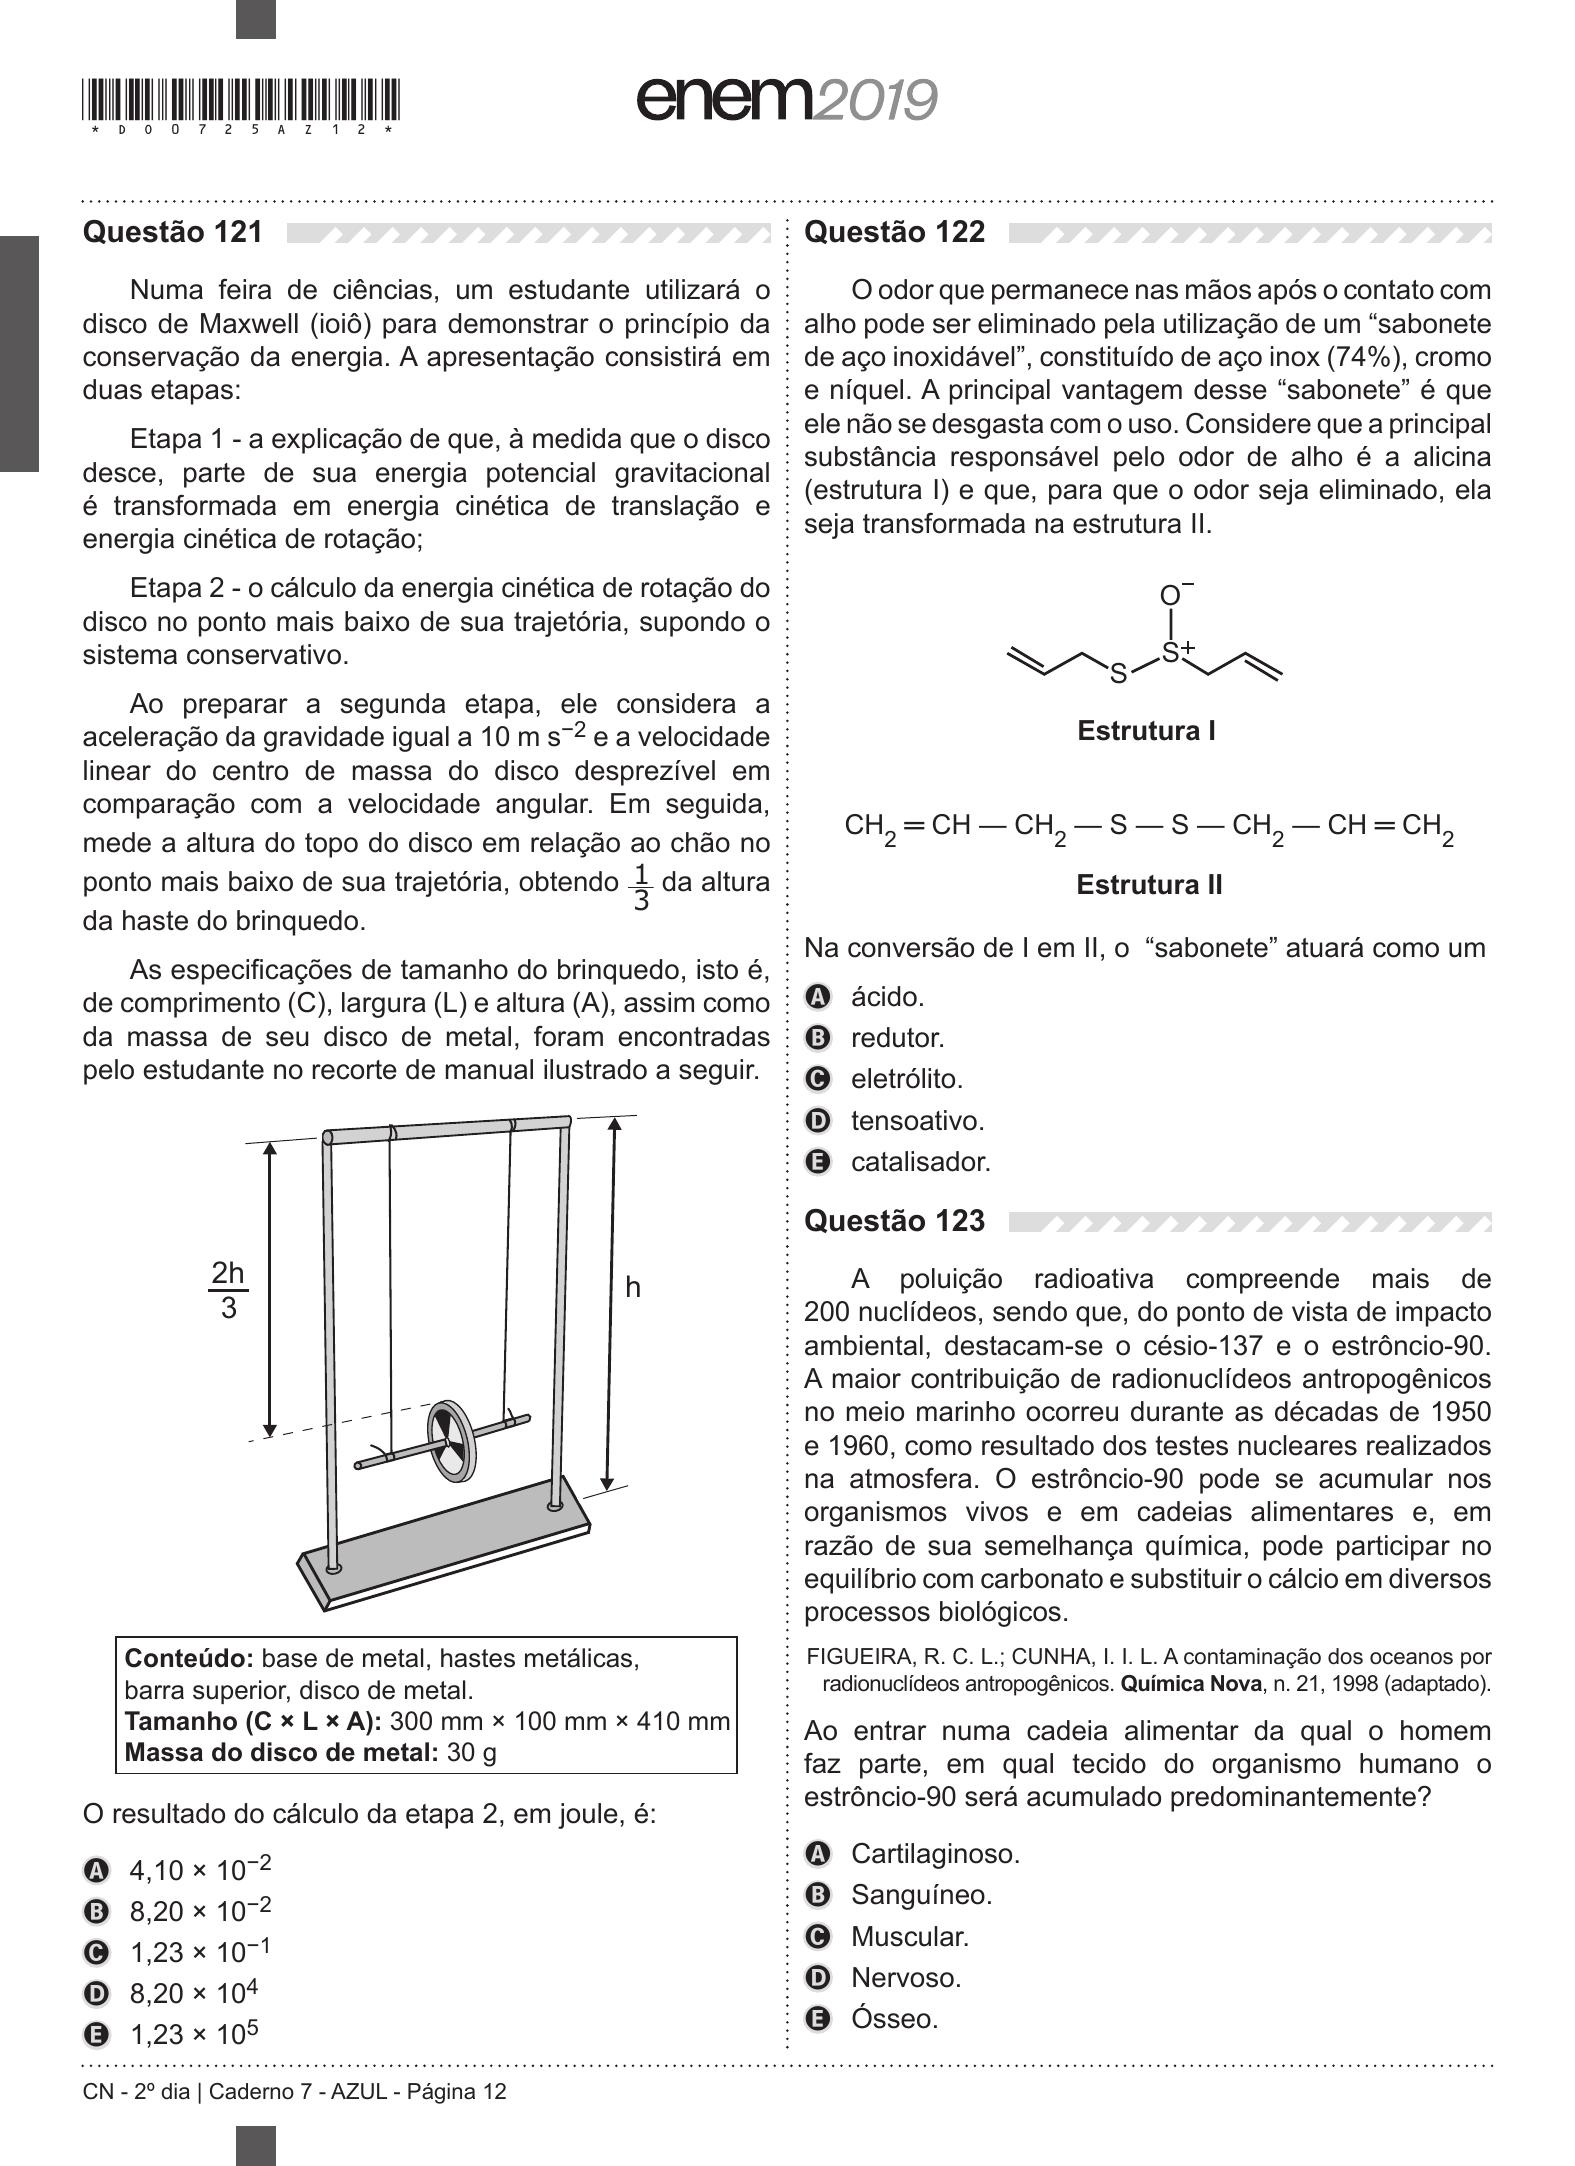 *D00725AZ12*
enem2019
Questão 121
Numa feira de ciências, um estudante utilizará o
disco de Maxwell (ioiô) para demonstrar o princípio da
conservação da energia. A apresentação consistirá em
duas etapas:
Etapa 1 - a explicação de que, à medida que o disco
desce, parte de sua energia potencial gravitacional
é transformada em energia cinética de translação e
energia cinética de rotação;
Etapa 2 - o cálculo da energia cinética de rotação do
disco no ponto mais baixo de sua trajetória, supondo o
sistema conservativo.
Ao preparar a segunda etapa, ele considera a
aceleração da gravidade igual a 10 m s⁻² e a velocidade
linear do centro de massa do disco desprezível em
comparação com a velocidade angular. Em seguida,
mede a altura do topo do disco em relação ao chão no
ponto mais baixo de sua trajetória, obtendo 1/3 da altura
da haste do brinquedo.
As especificações de tamanho do brinquedo, isto é,
de comprimento (C), largura (L) e altura (A), assim como
da massa de seu disco de metal, foram encontradas
pelo estudante no recorte de manual ilustrado a seguir.
2h/3
h
Conteúdo: base de metal, hastes metálicas,
barra superior, disco de metal.
Tamanho (C × L × A): 300 mm × 100 mm × 410 mm
Massa do disco de metal: 30 g
O resultado do cálculo da etapa 2, em joule, é:
A 4,10 × 10⁻²
B 8,20 × 10⁻²
C 1,23 × 10⁻¹
D 8,20 × 10⁴
E 1,23 × 10⁵
Questão 122
O odor que permanece nas mãos após o contato com
alho pode ser eliminado pela utilização de um “sabonete
de aço inoxidável”, constituído de aço inox (74%), cromo
e níquel. A principal vantagem desse “sabonete” é que
ele não se desgasta com o uso. Considere que a principal
substância responsável pelo odor de alho é a alicina
(estrutura I) e que, para que o odor seja eliminado, ela
seja transformada na estrutura II.
O⁻
S⁺
S
Estrutura I
CH₂ = CH — CH₂ — S — S — CH₂ — CH = CH₂
Estrutura II
Na conversão de I em II, o “sabonete” atuará como um
A ácido.
B redutor.
C eletrólito.
D tensoativo.
E catalisador.
Questão 123
A poluição radioativa compreende mais de
200 nuclídeos, sendo que, do ponto de vista de impacto
ambiental, destacam-se o césio-137 e o estrôncio-90.
A maior contribuição de radionuclídeos antropogênicos
no meio marinho ocorreu durante as décadas de 1950
e 1960, como resultado dos testes nucleares realizados
na atmosfera. O estrôncio-90 pode se acumular nos
organismos vivos e em cadeias alimentares e, em
razão de sua semelhança química, pode participar no
equilíbrio com carbonato e substituir o cálcio em diversos
processos biológicos.
FIGUEIRA, R. C. L.; CUNHA, I. I. L. A contaminação dos oceanos por
radionuclídeos antropogênicos. Química Nova, n. 21, 1998 (adaptado).
Ao entrar numa cadeia alimentar da qual o homem
faz parte, em qual tecido do organismo humano o
estrôncio-90 será acumulado predominantemente?
A Cartilaginoso.
B Sanguíneo.
C Muscular.
D Nervoso.
E Ósseo.
CN - 2º dia | Caderno 7 - AZUL - Página 12